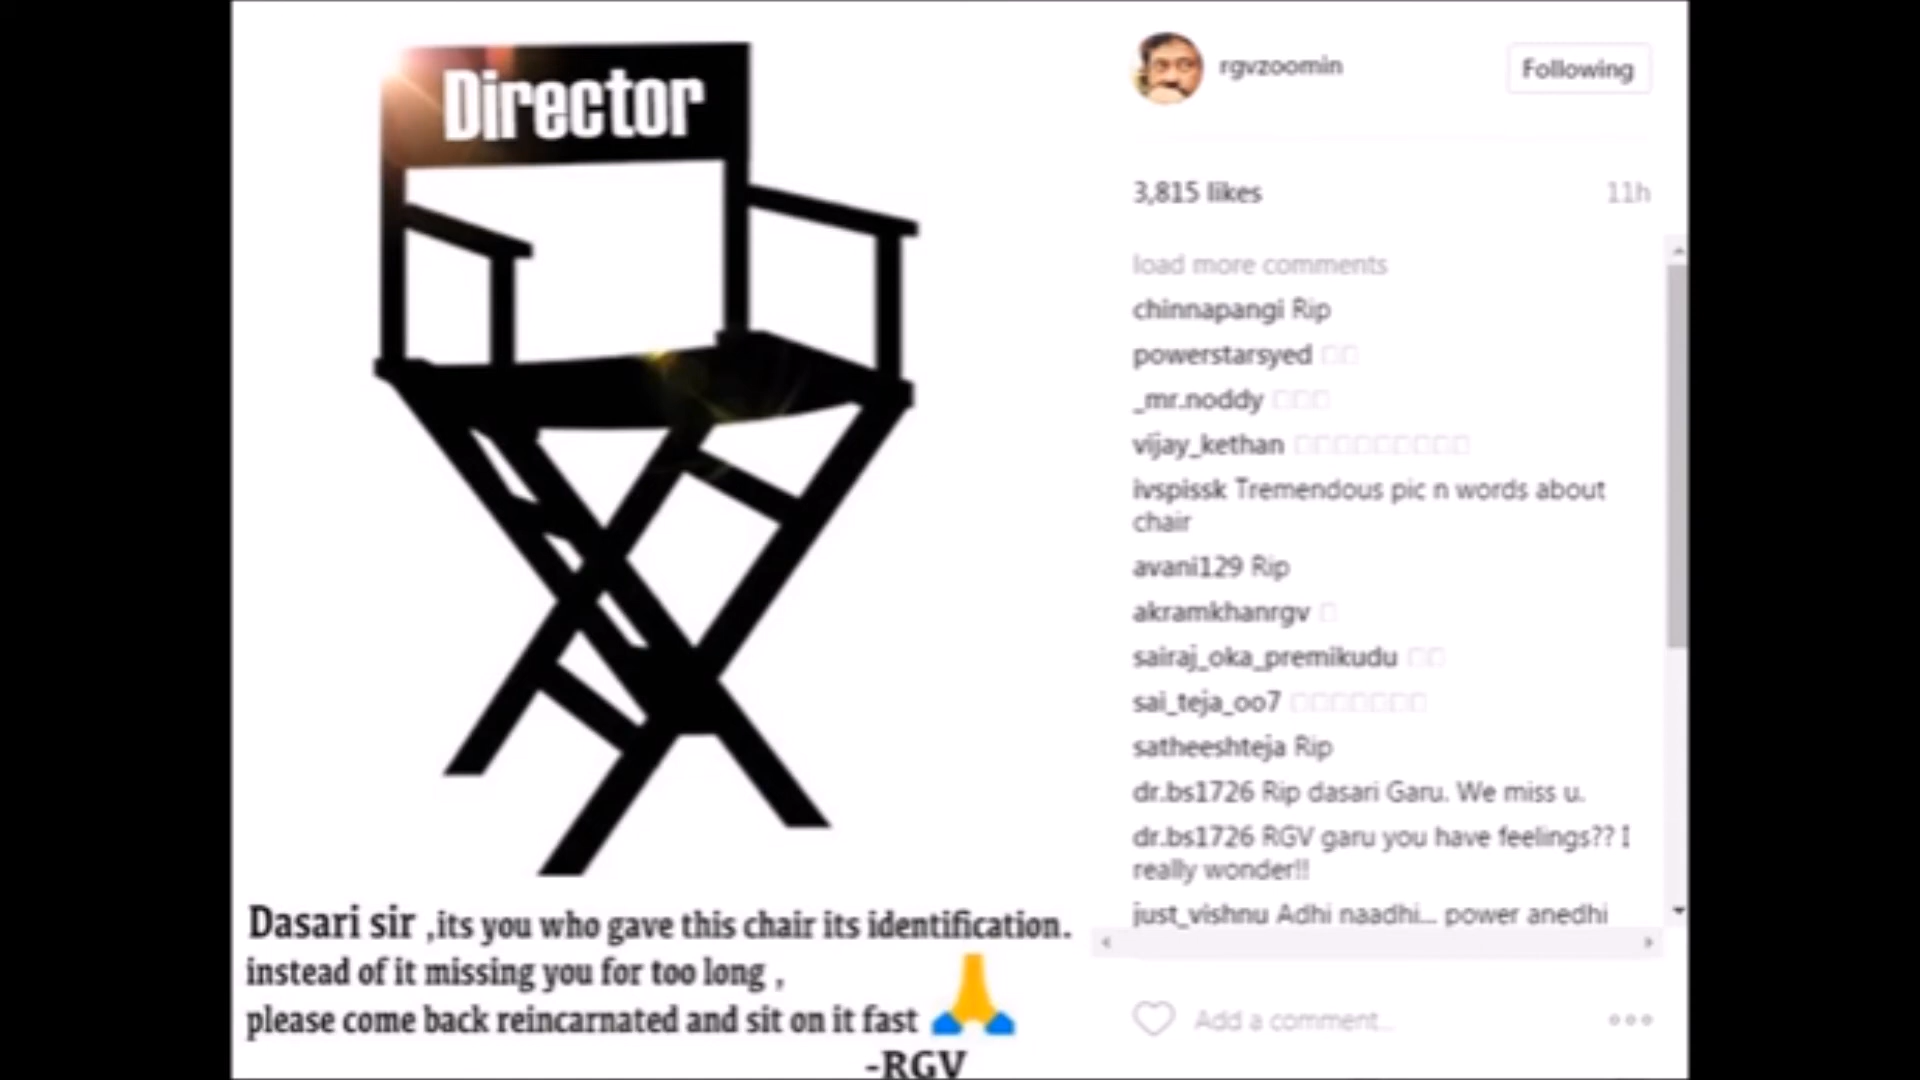 Director
Dasari sir ,its you who gave this chair its identification.
instead of it missing you for too long ,
please come back reincarnated and sit on it fast
-RGV
rgvzoomin
Following
3,815 likes
11h
load more comments
chinnapangi Rip
powerstarsyed
_mr.noddy
vijay_kethan
ivspissk Tremendous pic n words about
chair
avani129 Rip
akramkhanrgv
sairaj_oka_premikudu
sai_teja_oo7
satheeshteja Rip
dr.bs1726 Rip dasari Garu. We miss u.
dr.bs1726 RGV garu you have feelings?? I
really wonder!!
just_vishnu Adhi naadhi... power anedhi
Add a comment...